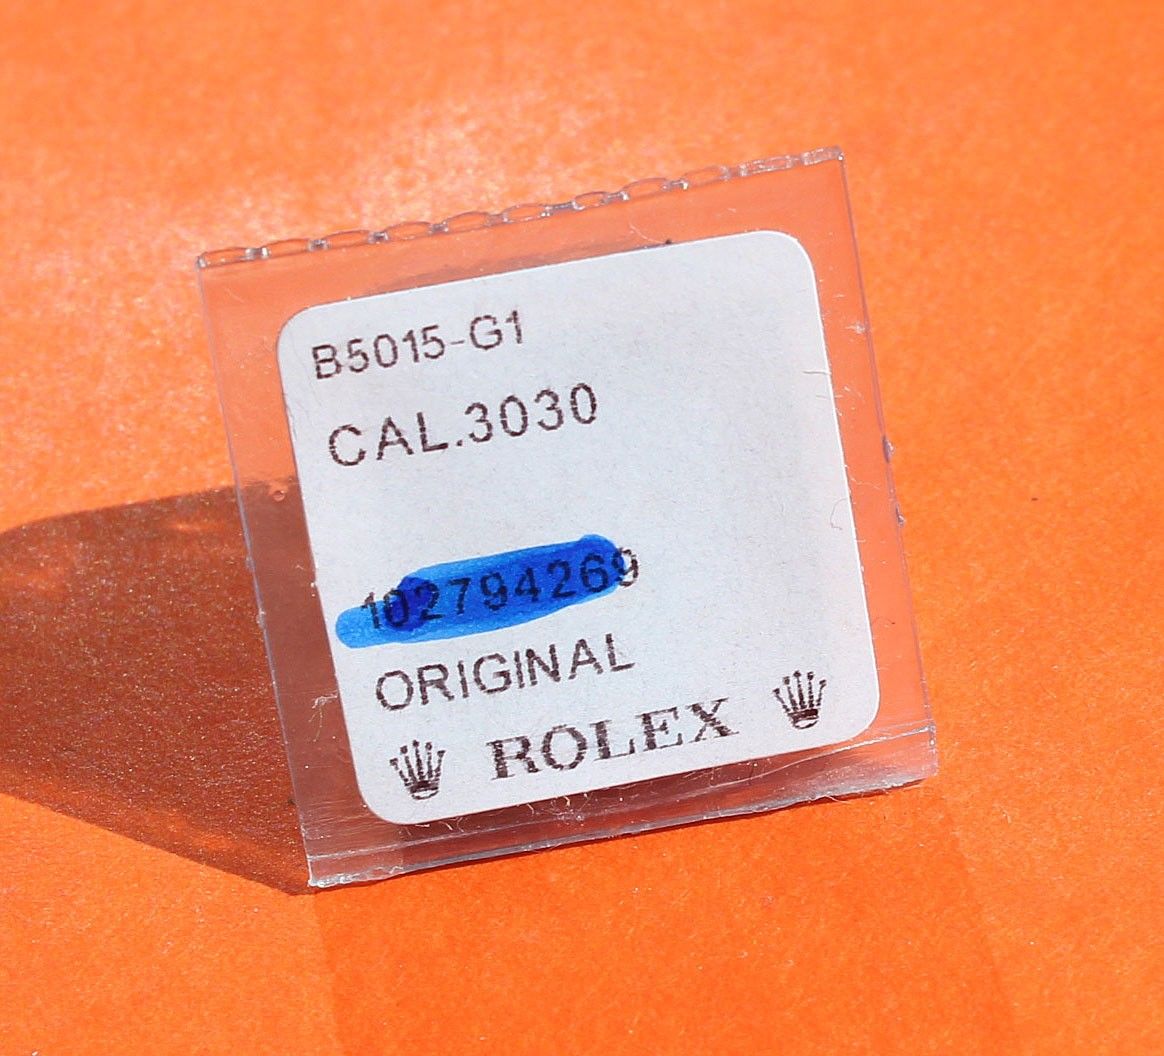 B5015-G1
CAL.3030
102794269
ORIGINAL
ROLEX